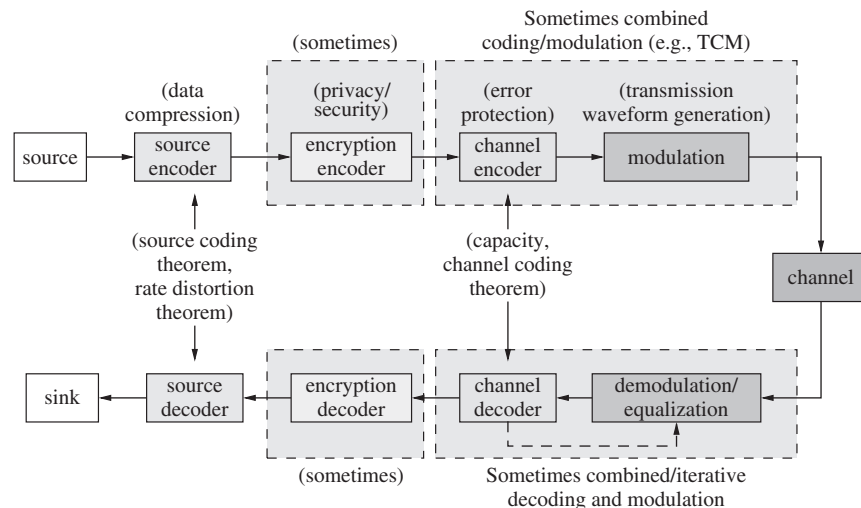 Sometimes combined
coding/modulation (e.g., TCM)
(sometimes)
(data
compression)
(privacy/
security)
(error
protection)
(transmission
waveform generation)
source
source
encoder
encryption
encoder
channel
encoder
modulation
(source coding
theorem,
rate distortion
theorem)
(capacity,
channel coding
theorem)
channel
sink
source
decoder
encryption
decoder
channel
decoder
demodulation/
equalization
(sometimes)
Sometimes combined/iterative
decoding and modulation